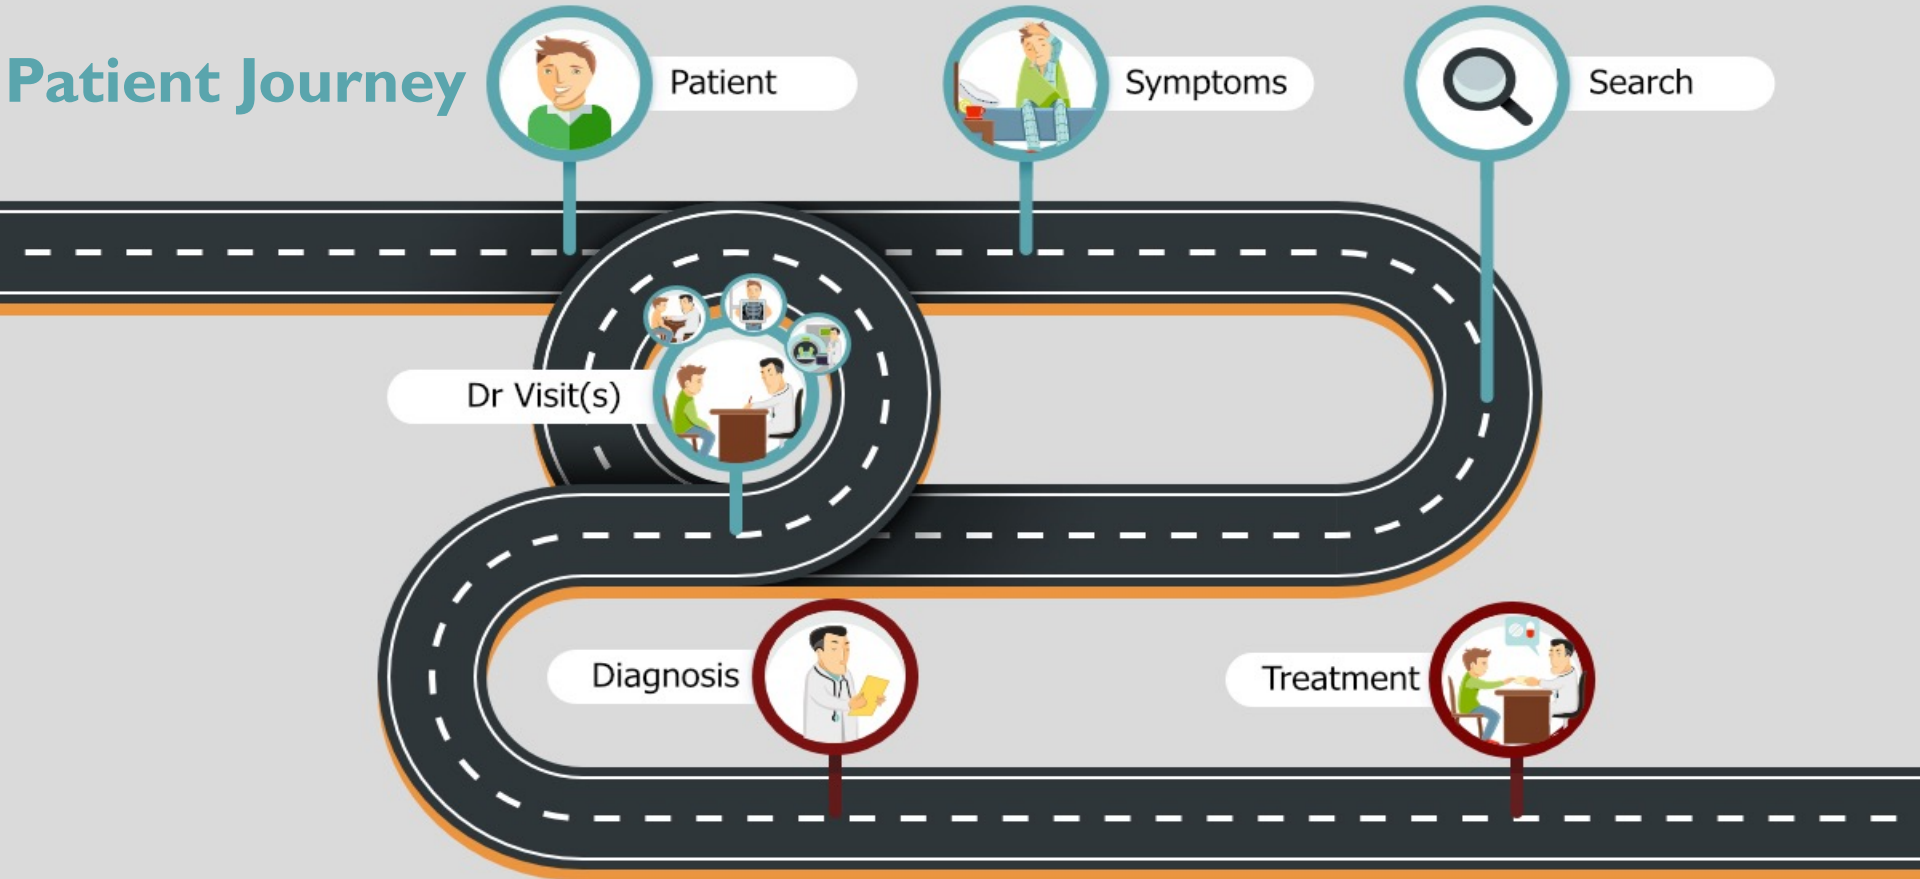 Patient Journey
Patient
Symptoms
Search
Dr Visit(s)
Diagnosis
Treatment